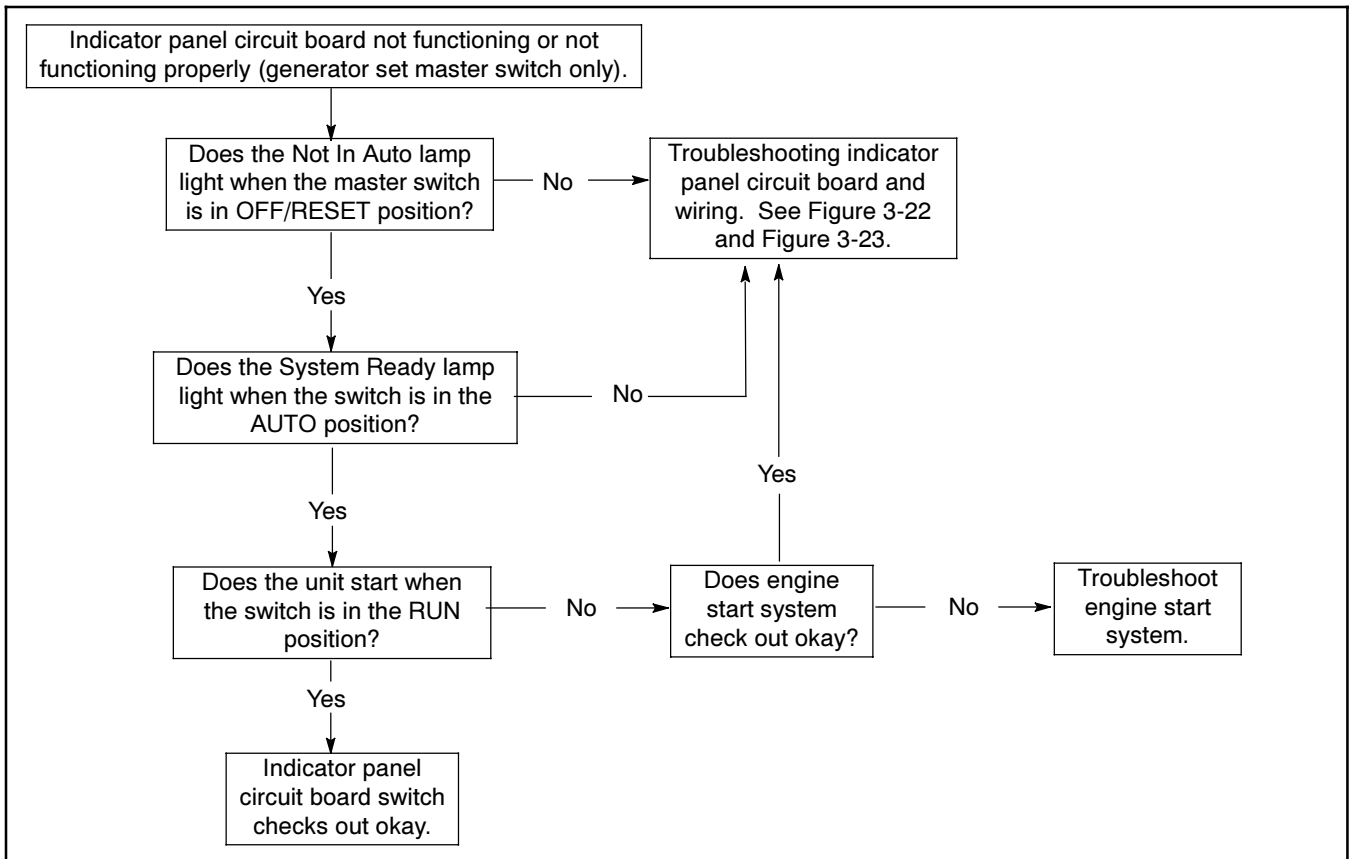 Indicator panel circuit board not functioning or not
functioning properly (generator set master switch only).
Does the Not In Auto lamp
light when the master switch
is in OFF/RESET position?
No
Troubleshooting indicator
panel circuit board and
wiring. See Figure 3-22
and Figure 3-23.
Yes
Does the System Ready lamp
light when the switch is in the
AUTO position?
No
Yes
Yes
Does the unit start when
the switch is in the RUN
position?
No
Does engine
start system
check out okay?
No
Troubleshoot
engine start
system.
Yes
Indicator panel
circuit board switch
checks out okay.